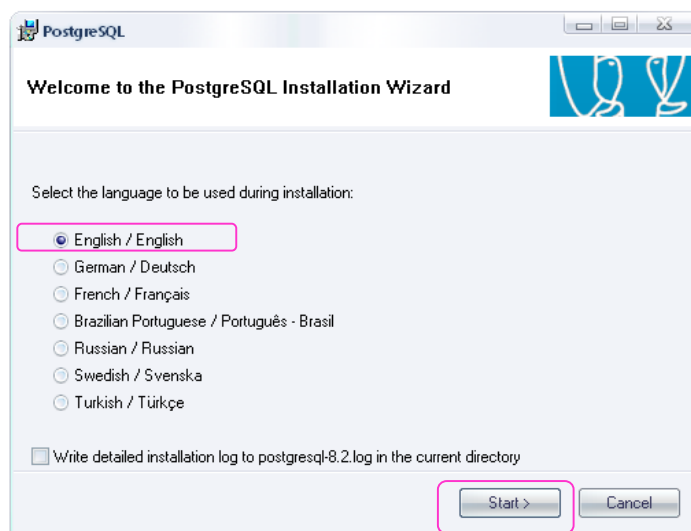 PostgreSQL
Welcome to the PostgreSQL Installation Wizard
Select the language to be used during installation:
English / English
German / Deutsch
French / Français
Brazilian Portuguese / Português - Brasil
Russian / Russian
Swedish / Svenska
Turkish / Türkçe
Write detailed installation log to postgresql-8.2.log in the current directory
Start >
Cancel